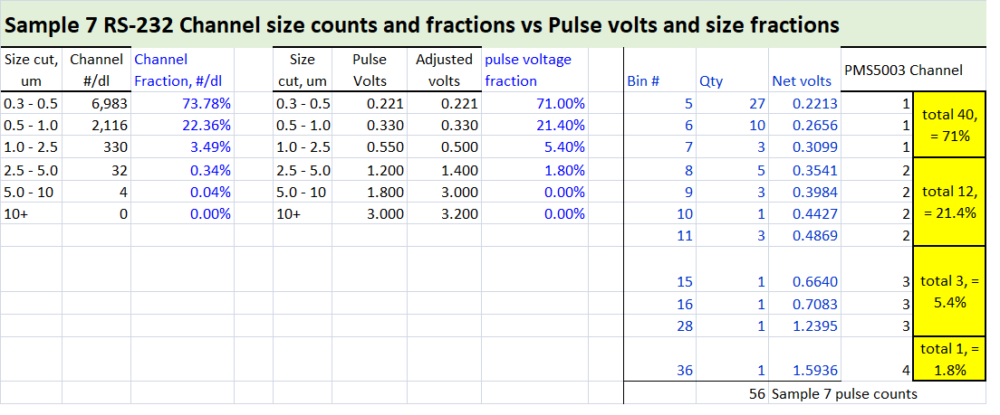 Sample 7 RS-232 Channel size counts and fractions vs Pulse volts and size fractions
Size cut, um Channel #/dl Channel Fraction, #/dl Size cut, um Pulse Volts Adjusted volts pulse voltage fraction Bin # Qty Net volts PMS5003 Channel
0.3 - 0.5 6,983 73.78% 0.3 - 0.5 0.221 0.221 71.00% 5 27 0.2213 1
0.5 - 1.0 2,116 22.36% 0.5 - 1.0 0.330 0.330 21.40% 6 10 0.2656 1
1.0 - 2.5 330 3.49% 1.0 - 2.5 0.550 0.500 5.40% 7 3 0.3099 1
total 40,
= 71%
2.5 - 5.0 32 0.34% 2.5 - 5.0 1.200 1.400 1.80% 8 5 0.3541 2
5.0 - 10 4 0.04% 5.0 - 10 1.800 3.000 0.00% 9 3 0.3984 2
10+ 0 0.00% 10+ 3.000 3.200 0.00% 10 1 0.4427 2
11 3 0.4869 2
total 12,
= 21.4%
15 1 0.6640 3
16 1 0.7083 3
28 1 1.2395 3
total 3, =
5.4%
36 1 1.5936 4
total 1, =
1.8%
56 Sample 7 pulse counts